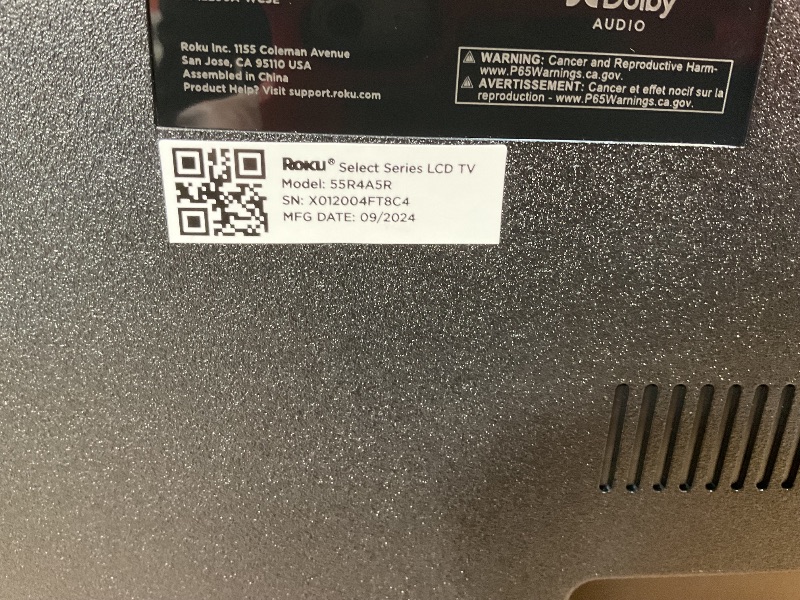 Dolby
AUDIO
Roku Inc. 1155 Coleman Avenue
San Jose, CA 95110 USA
Assembled in China
Product Help? Visit support.roku.com
WARNING: Cancer and Reproductive Harm-
www.P65Warnings.ca.gov.
AVERTISSEMENT: Cancer et effet nocif sur la
reproduction - www.P65Warnings.ca.gov.
ROKU® Select Series LCD TV
Model: 55R4A5R
SN: X012004FT8C4
MFG DATE: 09/2024